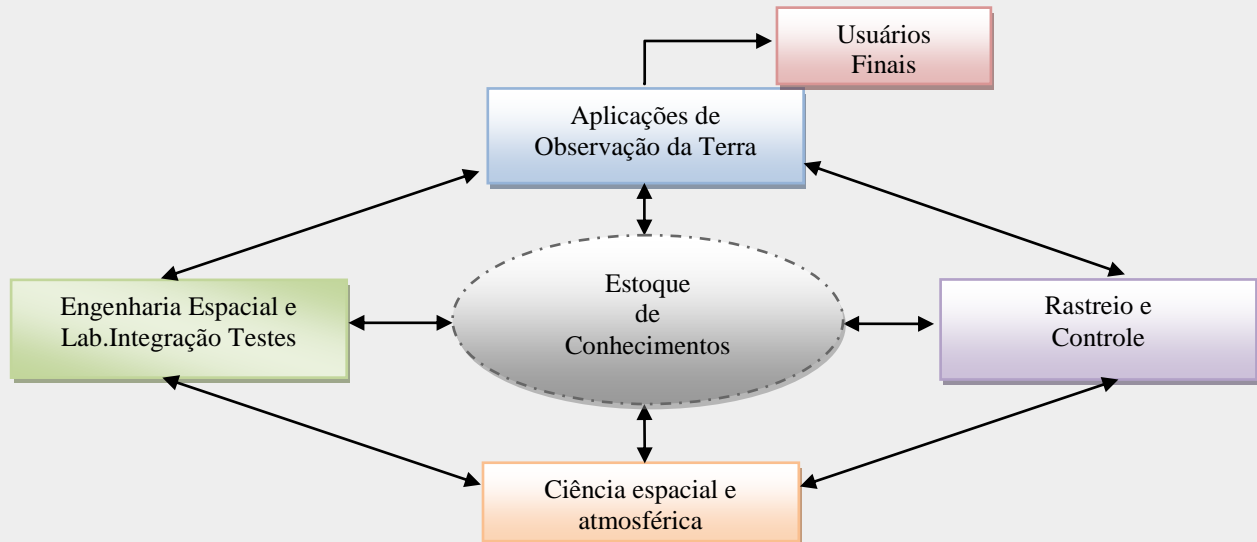 Usuários
Finais
Aplicações de
Observação da Terra
Estoque
de
Conhecimentos
Engenharia Espacial e
Lab.Integração Testes
Rastreio e
Controle
Ciência espacial e
atmosférica